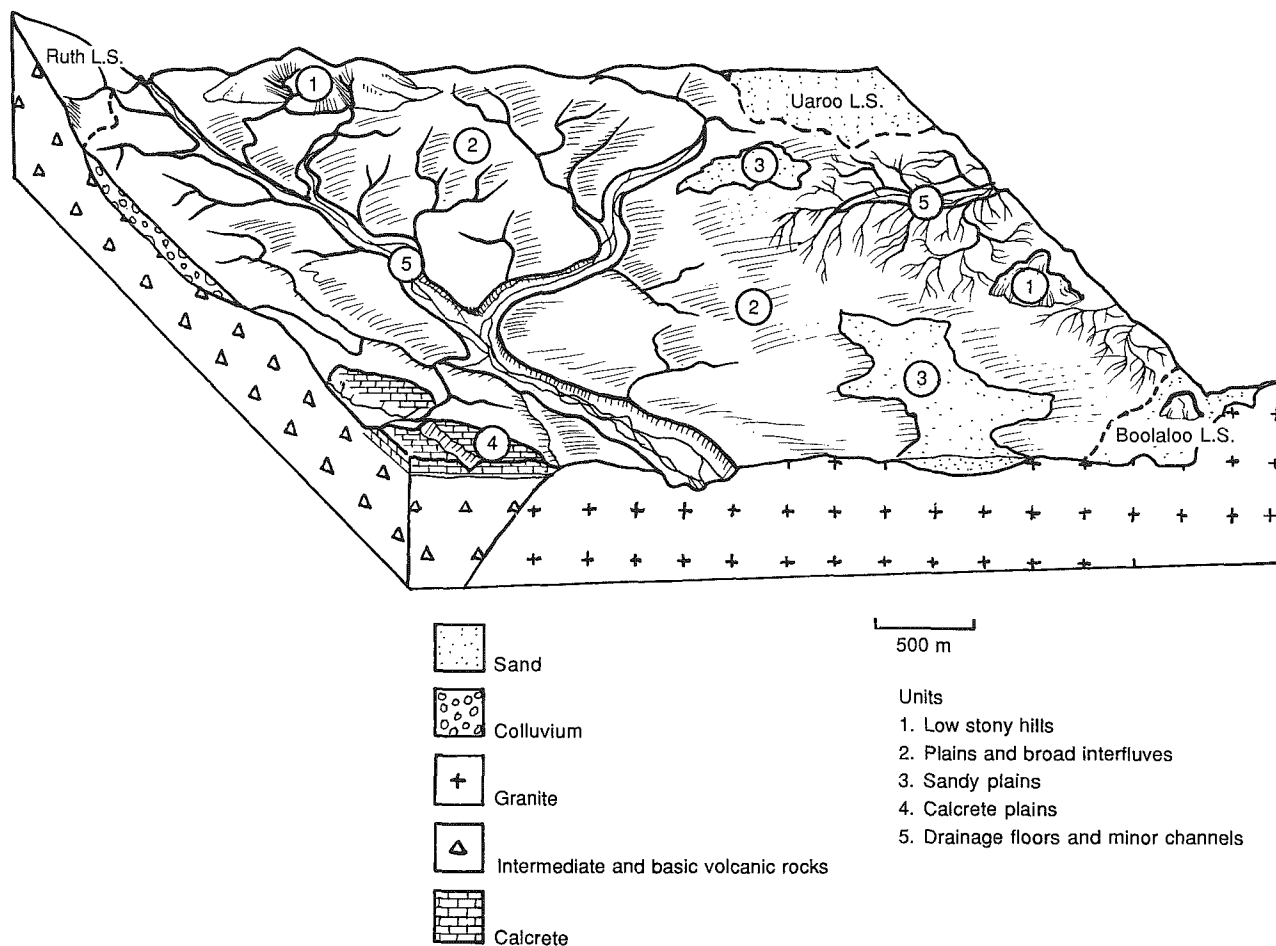 Ruth L.S.
1
Uaroo L.S.
2
3
5
5
1
2
3
Boolaloo L.S.
4
500 m
Sand
Colluvium
Granite
Intermediate and basic volcanic rocks
Calcrete
Units
1. Low stony hills
2. Plains and broad interfluves
3. Sandy plains
4. Calcrete plains
5. Drainage floors and minor channels